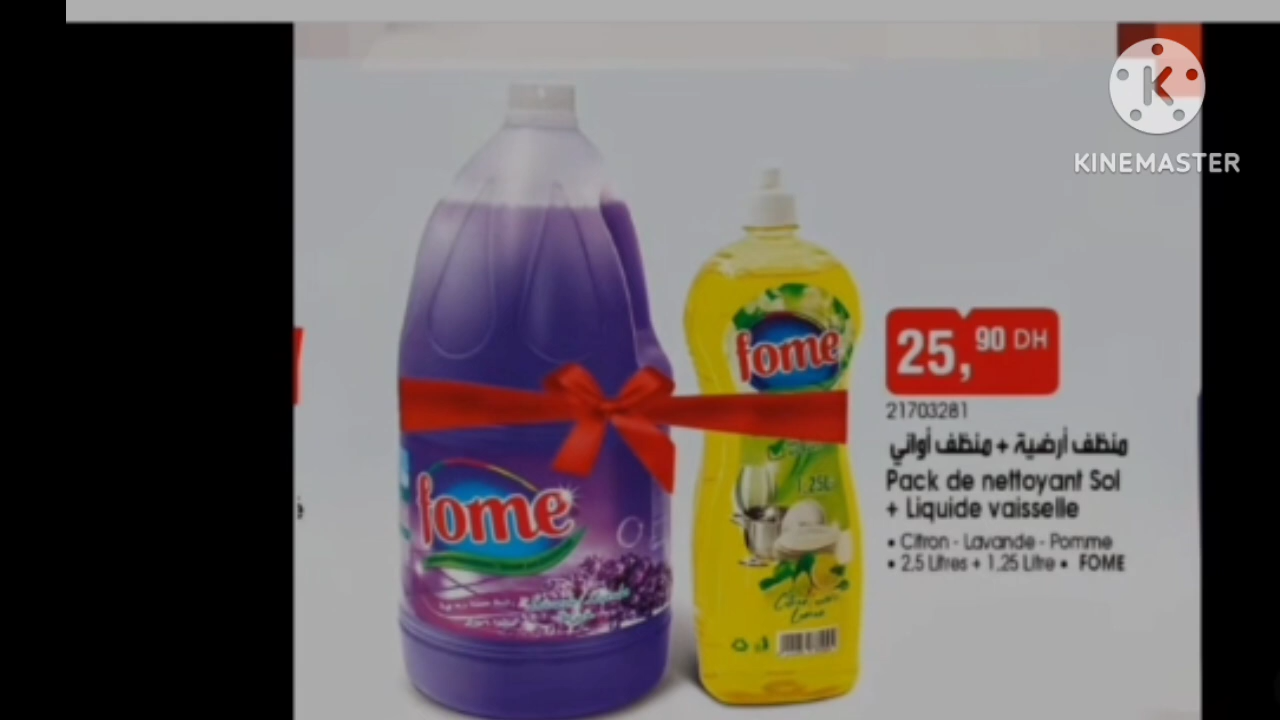 KINEMASTER
fome
1.25L
fome
25,90 DH
21703281
منظف أرضية + منظف أواني
Pack de nettoyant Sol
+ Liquide vaisselle
• Citron - Lavande - Pomme
• 2,5 Litres + 1,25 Litre • FOME